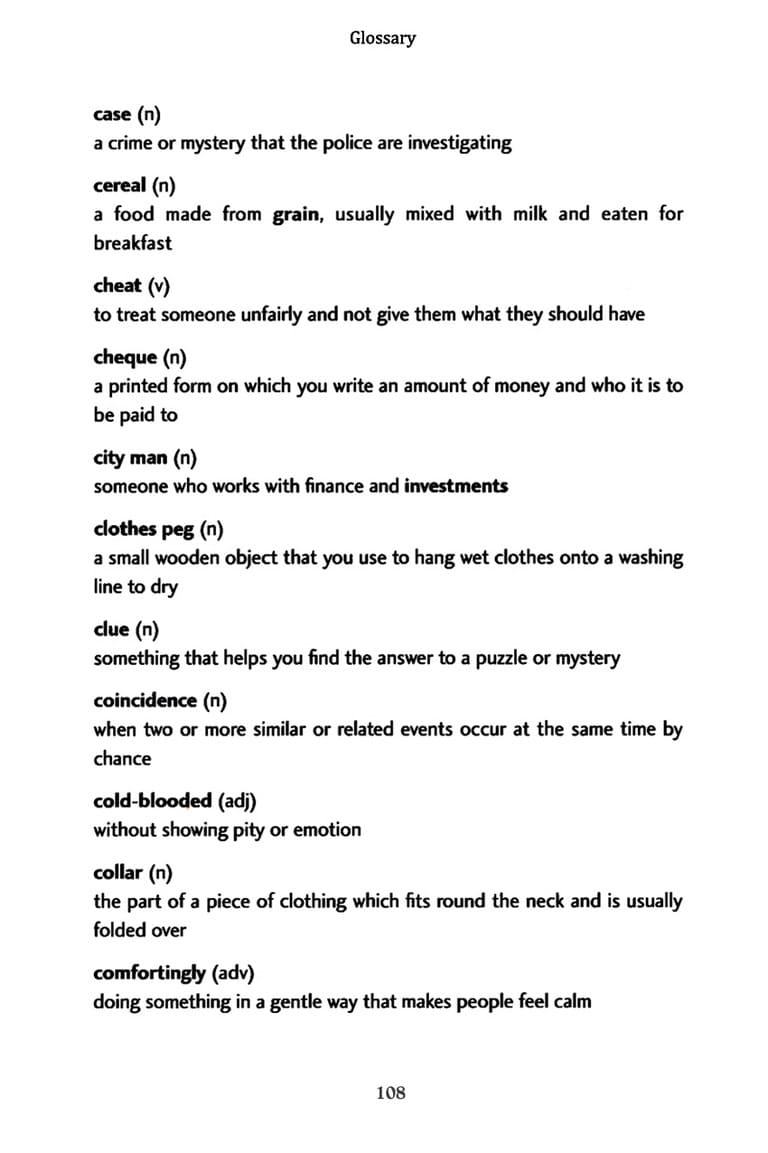 Glossary
case (n)
a crime or mystery that the police are investigating
cereal (n)
a food made from grain, usually mixed with milk and eaten for
breakfast
cheat (v)
to treat someone unfairly and not give them what they should have
cheque (n)
a printed form on which you write an amount of money and who it is to
be paid to
city man (n)
someone who works with finance and investments
clothes peg (n)
a small wooden object that you use to hang wet clothes onto a washing
line to dry
clue (n)
something that helps you find the answer to a puzzle or mystery
coincidence (n)
when two or more similar or related events occur at the same time by
chance
cold-blooded (adj)
without showing pity or emotion
collar (n)
the part of a piece of clothing which fits round the neck and is usually
folded over
comfortingly (adv)
doing something in a gentle way that makes people feel calm
108